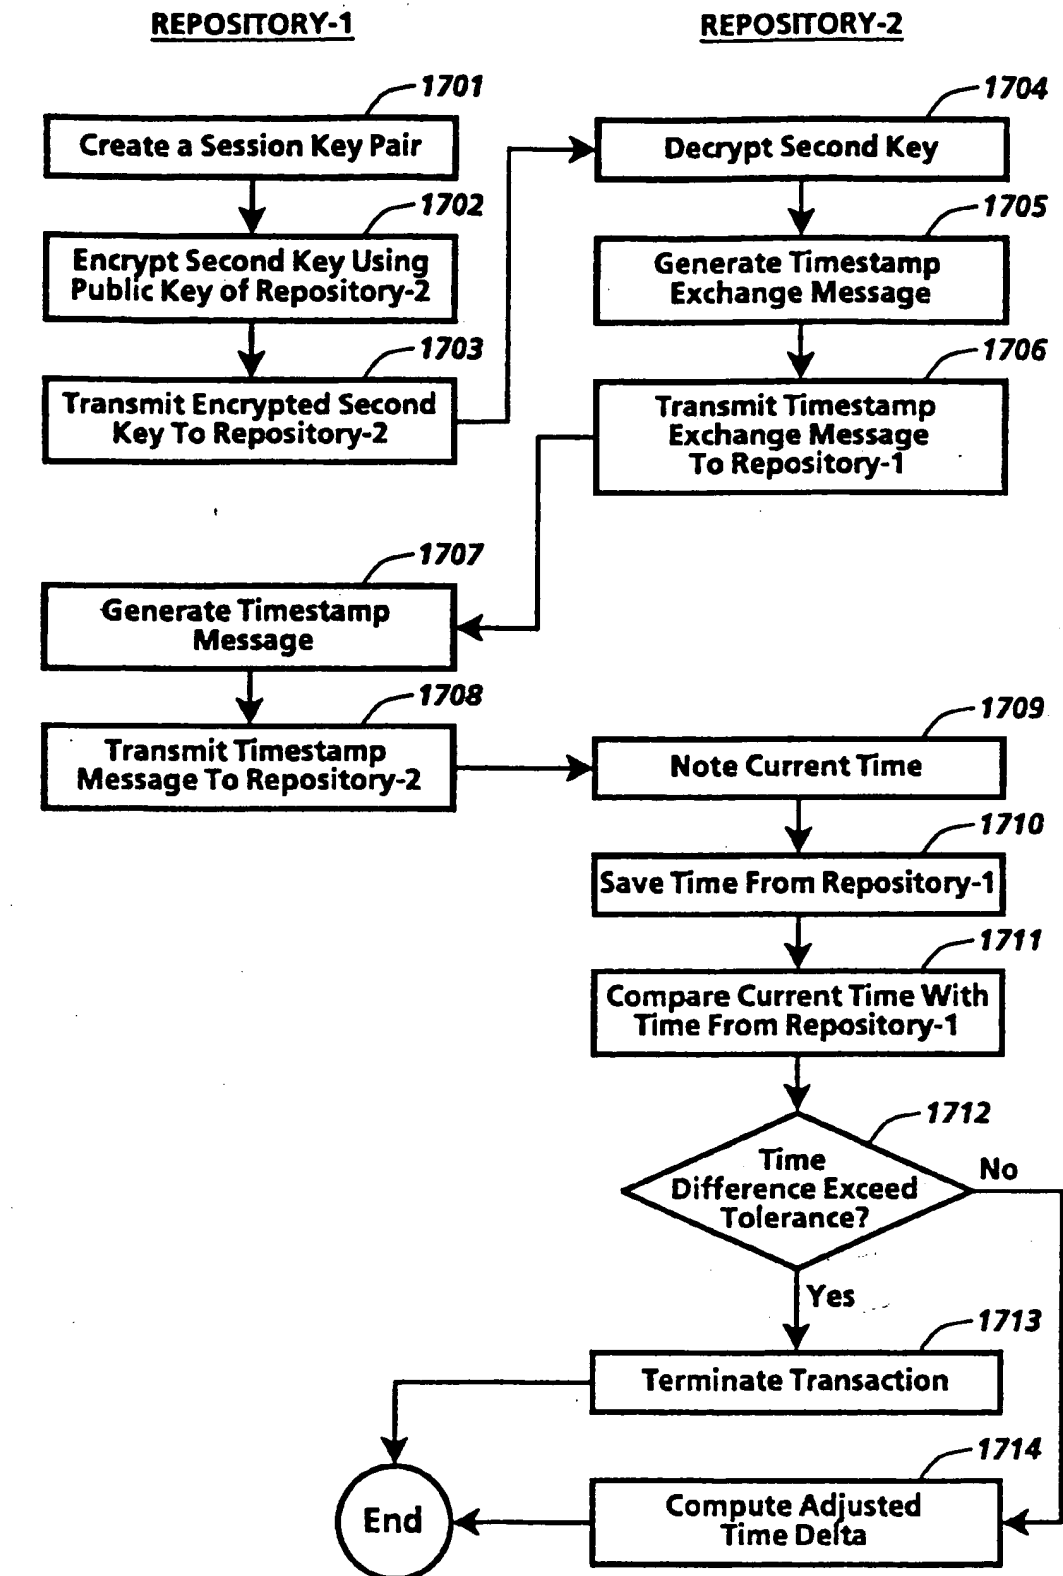 REPOSITORY-1
REPOSITORY-2
1701
Create a Session Key Pair
1702
Encrypt Second Key Using
Public Key of Repository-2
1703
Transmit Encrypted Second
Key To Repository-2
1704
Decrypt Second Key
1705
Generate Timestamp
Exchange Message
1706
Transmit Timestamp
Exchange Message
To Repository-1
1707
Generate Timestamp
Message
1708
Transmit Timestamp
Message To Repository-2
1709
Note Current Time
1710
Save Time From Repository-1
1711
Compare Current Time With
Time From Repository-1
1712
Time
Difference Exceed
Tolerance?
No
Yes
1713
Terminate Transaction
1714
Compute Adjusted
Time Delta
End